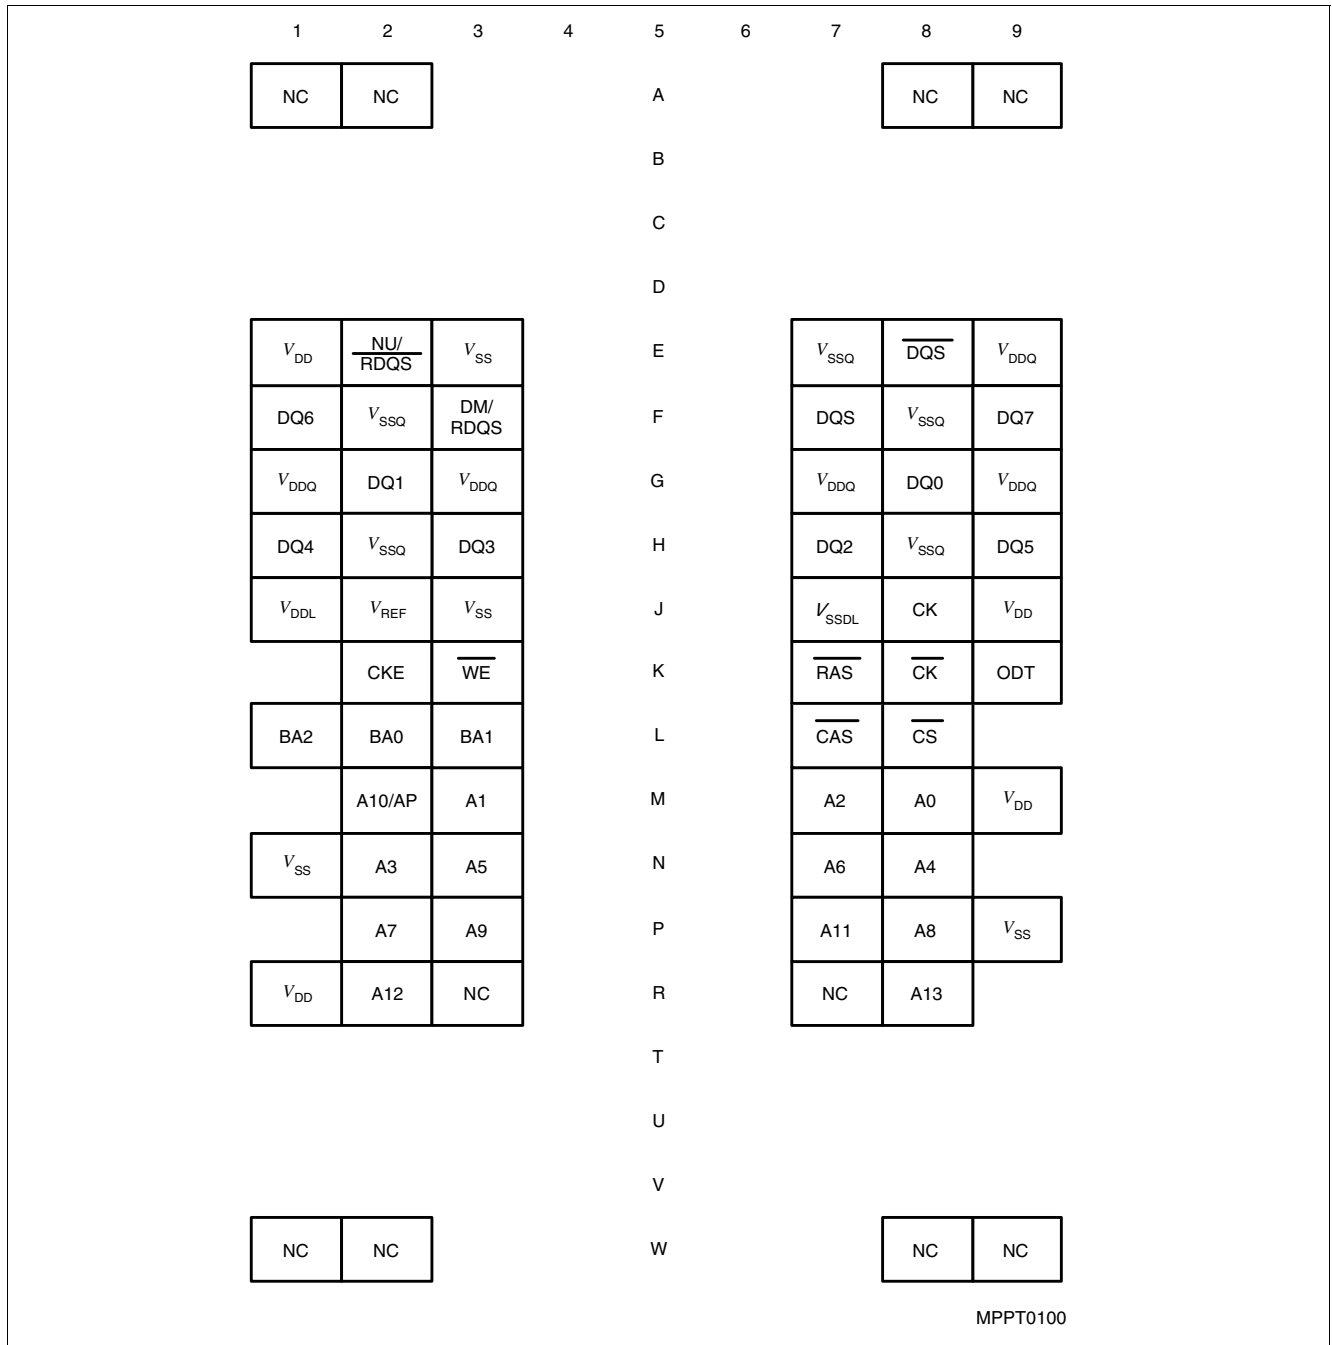 1 2 3 4 5 6 7 8 9
NC NC A NC NC
B
C
D
VDD NU/ RDQS VSS E VSSQ DQS VDDQ
DQ6 VSSQ DM/ RDQS F DQS VSSQ DQ7
VDDQ DQ1 VDDQ G VDDQ DQ0 VDDQ
DQ4 VSSQ DQ3 H DQ2 VSSQ DQ5
VDDL VREF VSS J VSSDL CK VDD
CKE WE K RAS CK ODT
BA2 BA0 BA1 L CAS CS
A10/AP A1 M A2 A0 VDD
VSS A3 A5 N A6 A4
A7 A9 P A11 A8 VSS
VDD A12 NC R NC A13
T
U
V
NC NC W NC NC
MPPT0100